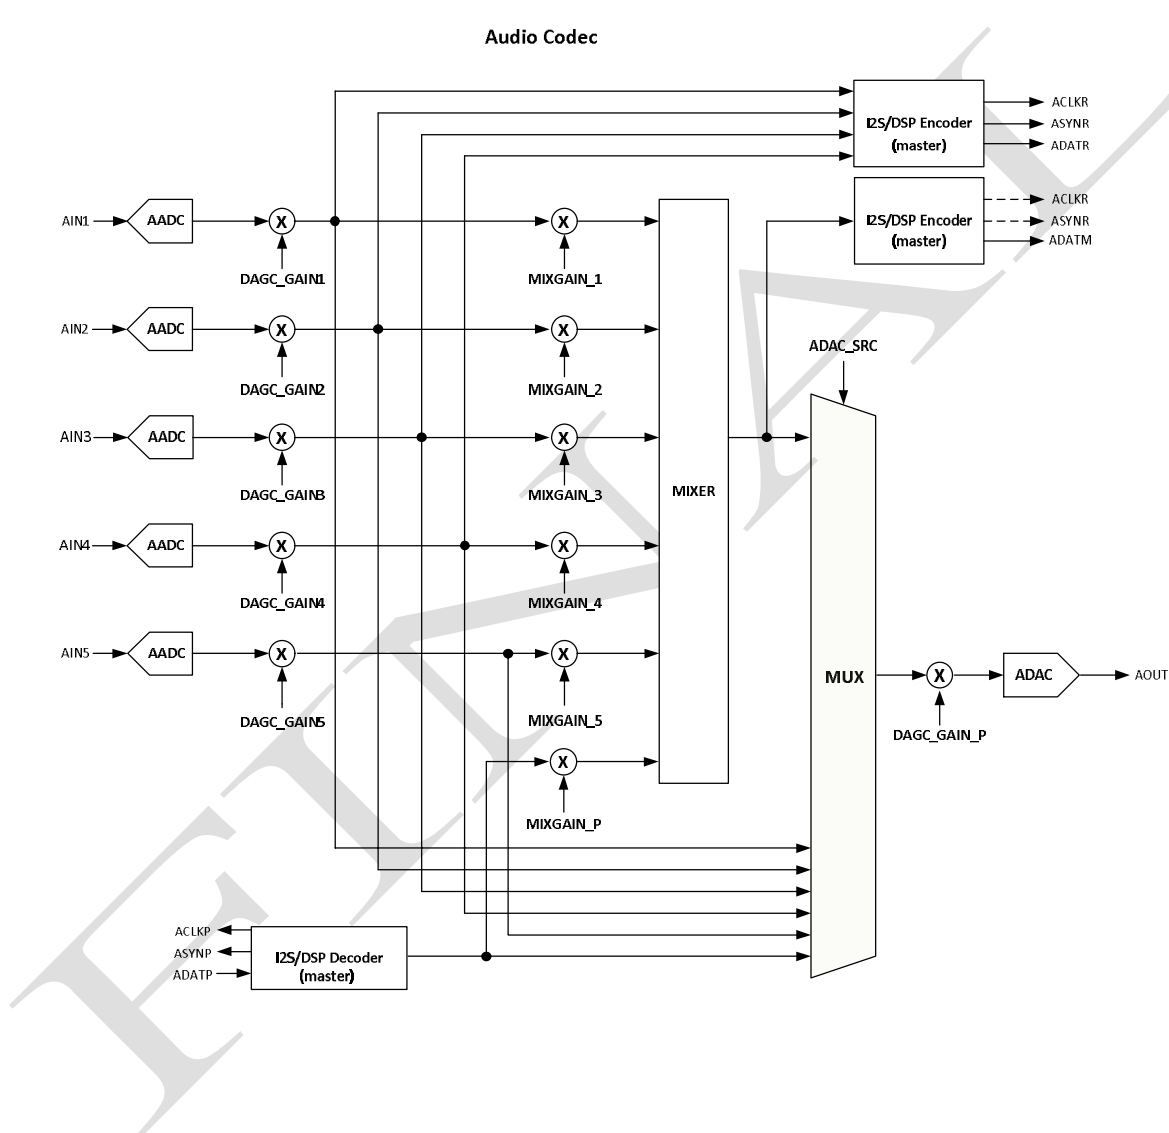 Audio Codec
I2S/DSP Encoder
(master)
ACLKR
ASYNR
ADATR
I2S/DSP Encoder
(master)
ACLKR
ASYNR
ADATM
AIN1
AADC
X
DAGC_GAIN1
X
MIXGAIN_1
AIN2
AADC
X
DAGC_GAIN2
X
MIXGAIN_2
ADAC_SRC
AIN3
AADC
X
DAGC_GAIN3
X
MIXGAIN_3
MIXER
AIN4
AADC
X
DAGC_GAIN4
X
MIXGAIN_4
AIN5
AADC
X
DAGC_GAIN5
X
MIXGAIN_5
MUX
X
DAGC_GAIN_P
ADAC
AOUT
X
MIXGAIN_P
ACLKP
ASYNP
ADATP
I2S/DSP Decoder
(master)
FINAL